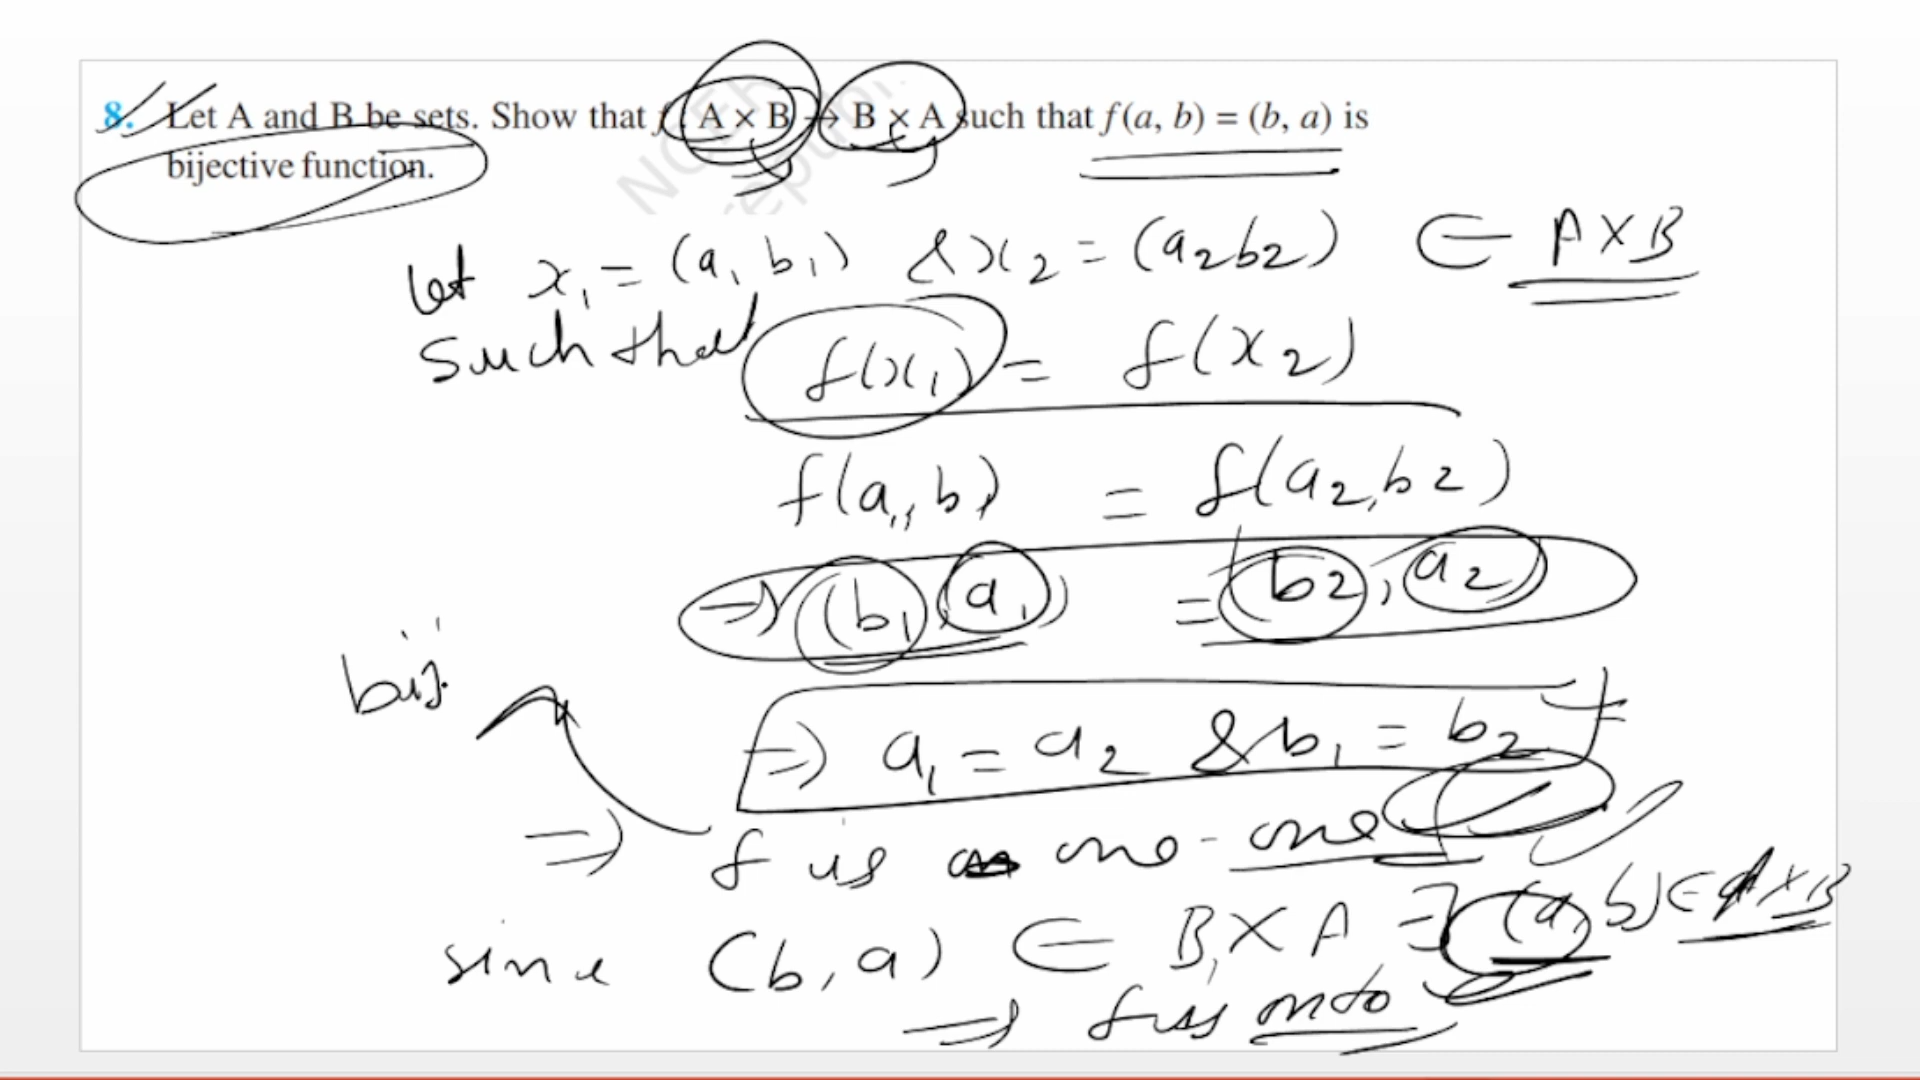 8. Let A and B be sets. Show that f : A × B → B × A such that f(a, b) = (b, a) is
bijective function.
Let x₁ = (a₁ b₁) & x₂ = (a₂b₂) ∈ A×B
such that f(x₁) = f(x₂)
f(a₁, b) = f(a₂, b₂)
⇒ (b₁, a₁) = (b₂, a₂)
bij.
⇒ a₁ = a₂ & b₁ = b₂
⇒ f is one-one
since (b, a) ∈ B×A ∃ (a, b) ∈ A×B
⇒ f is onto